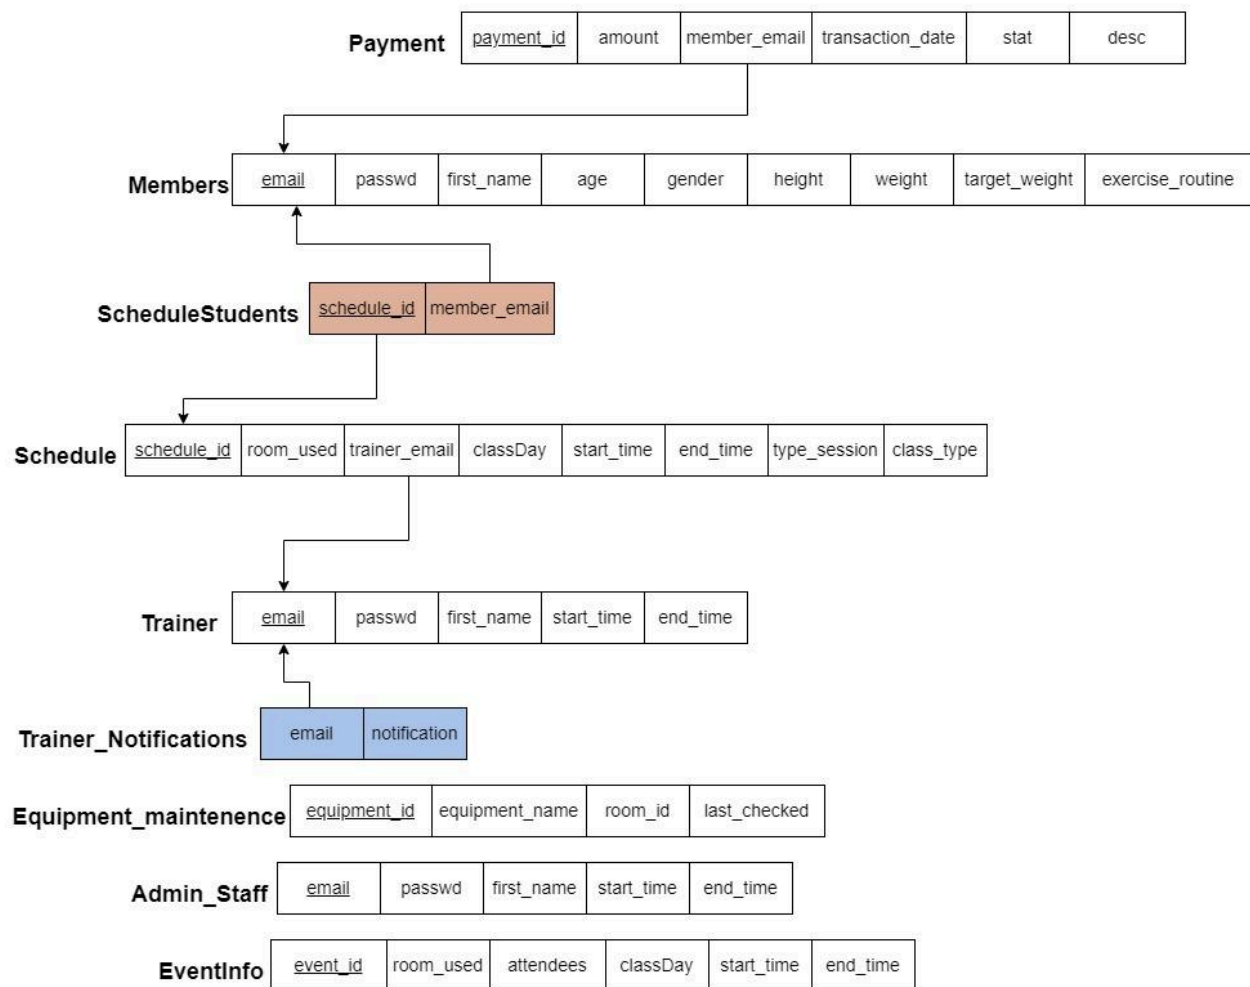 Payment payment_id amount member_email transaction_date stat desc
Members email passwd first_name age gender height weight target_weight exercise_routine
ScheduleStudents schedule_id member_email
Schedule schedule_id room_used trainer_email classDay start_time end_time type_session class_type
Trainer email passwd first_name start_time end_time
Trainer_Notifications email notification
Equipment_maintenence equipment_id equipment_name room_id last_checked
Admin_Staff email passwd first_name start_time end_time
EventInfo event_id room_used attendees classDay start_time end_time